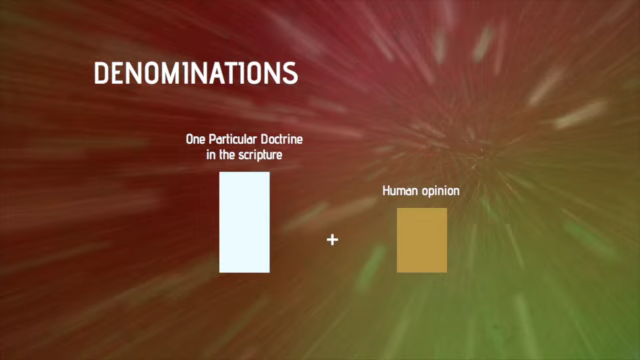 DENOMINATIONS
One Particular Doctrine
in the scripture
Human opinion
+